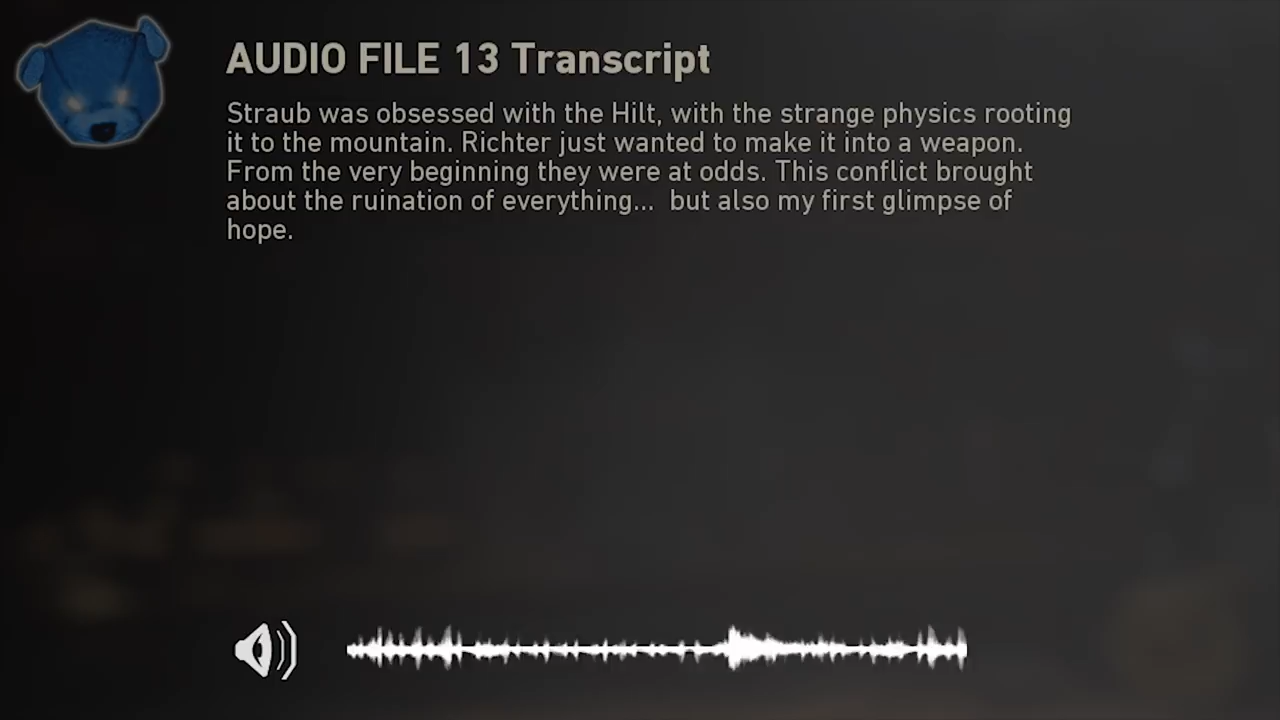 AUDIO FILE 13 Transcript
Straub was obsessed with the Hilt, with the strange physics rooting
it to the mountain. Richter just wanted to make it into a weapon.
From the very beginning they were at odds. This conflict brought
about the ruination of everything...  but also my first glimpse of
hope.